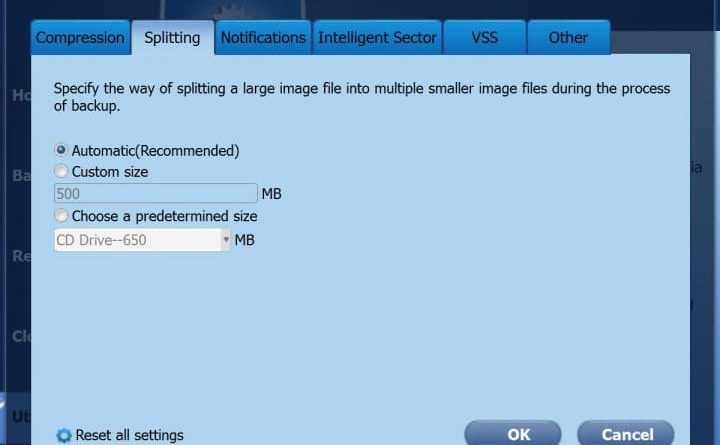 Compression Splitting Notifications Intelligent Sector VSS Other
Specify the way of splitting a large image file into multiple smaller image files during the process
of backup.
Automatic(Recommended)
Custom size
500 MB
Choose a predetermined size
CD Drive--650 MB
Reset all settings OK Cancel